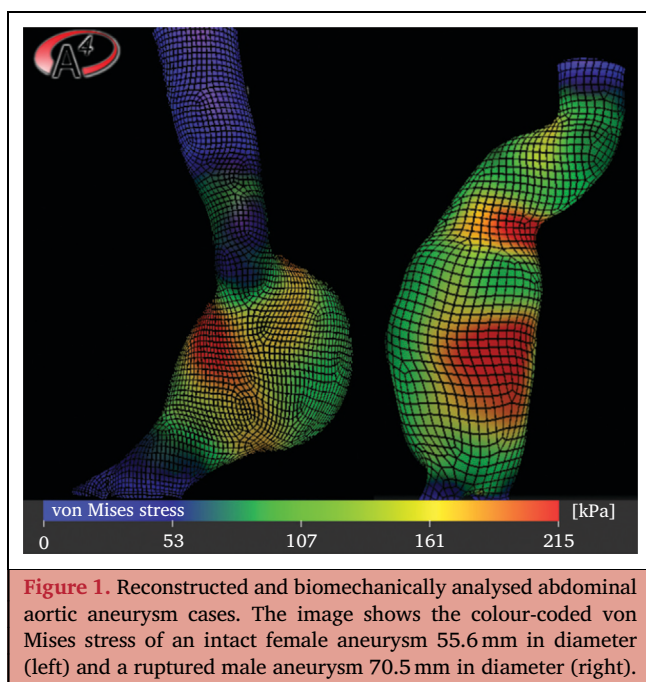 A4
von Mises stress [kPa]
0 53 107 161 215
Figure 1. Reconstructed and biomechanically analysed abdominal
aortic aneurysm cases. The image shows the colour-coded von
Mises stress of an intact female aneurysm 55.6 mm in diameter
(left) and a ruptured male aneurysm 70.5 mm in diameter (right).